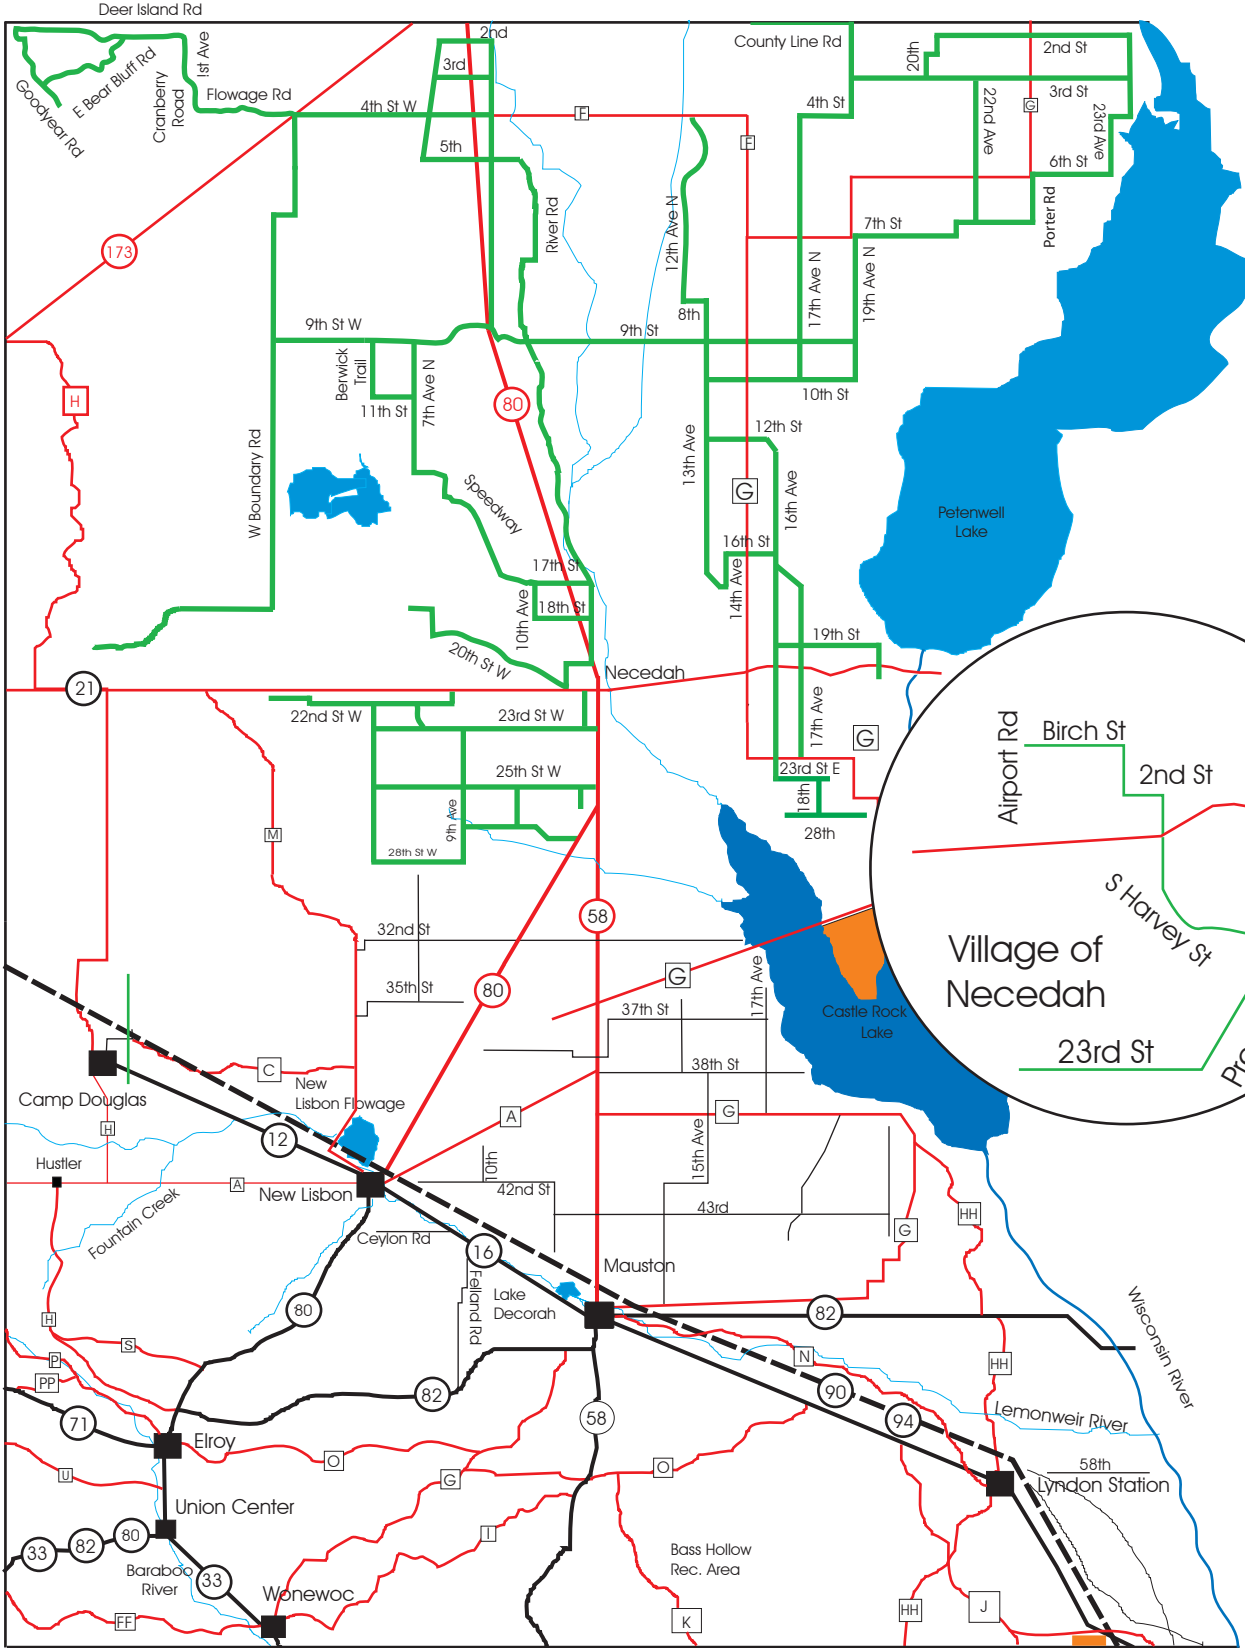 Deer Island Rd
1st Ave
E Bear Bluff Rd
Goodyear Rd
Cranberry
Road
Flowage Rd
2nd
3rd
4th St W
5th
River Rd
F
F
12th Ave N
County Line Rd
20th
2nd St
3rd St
4th St
22nd Ave
G
23rd Ave
6th St
7th St
Porter Rd
17th Ave N
19th Ave N
173
8th
9th St W
9th St
Berwick
Trail
7th Ave N
11th St
10th St
80
H
12th St
W Boundary Rd
Speedway
13th Ave
G
16th Ave
Petenwell
Lake
16th St
14th Ave
17th St
10th Ave
18th St
20th St W
19th St
Necedah
21
22nd St W
23rd St W
17th Ave
G
23rd St E
25th St W
18th
28th
9th Ave
M
28th St W
Airport Rd
Birch St
2nd St
S Harvey St
Village of
Necedah
23rd St
Pro
32nd St
58
80
35th St
G
17th Ave
37th St
Castle Rock
Lake
38th St
C
New
Lisbon Flowage
Camp Douglas
H
12
A
G
15th Ave
Hustler
A
New Lisbon
10th
42nd St
43rd
HH
G
Fountain Creek
Ceylon Rd
16
Mauston
Felland Rd
Lake
Decorah
80
82
Wisconsin River
H
S
P
PP
N
HH
82
90
71
58
94
Lemonweir River
Elroy
O
G
O
U
58th
Lyndon Station
Union Center
33
82
80
I
Baraboo
River
33
Bass Hollow
Rec. Area
Wonewoc
FF
K
HH
J